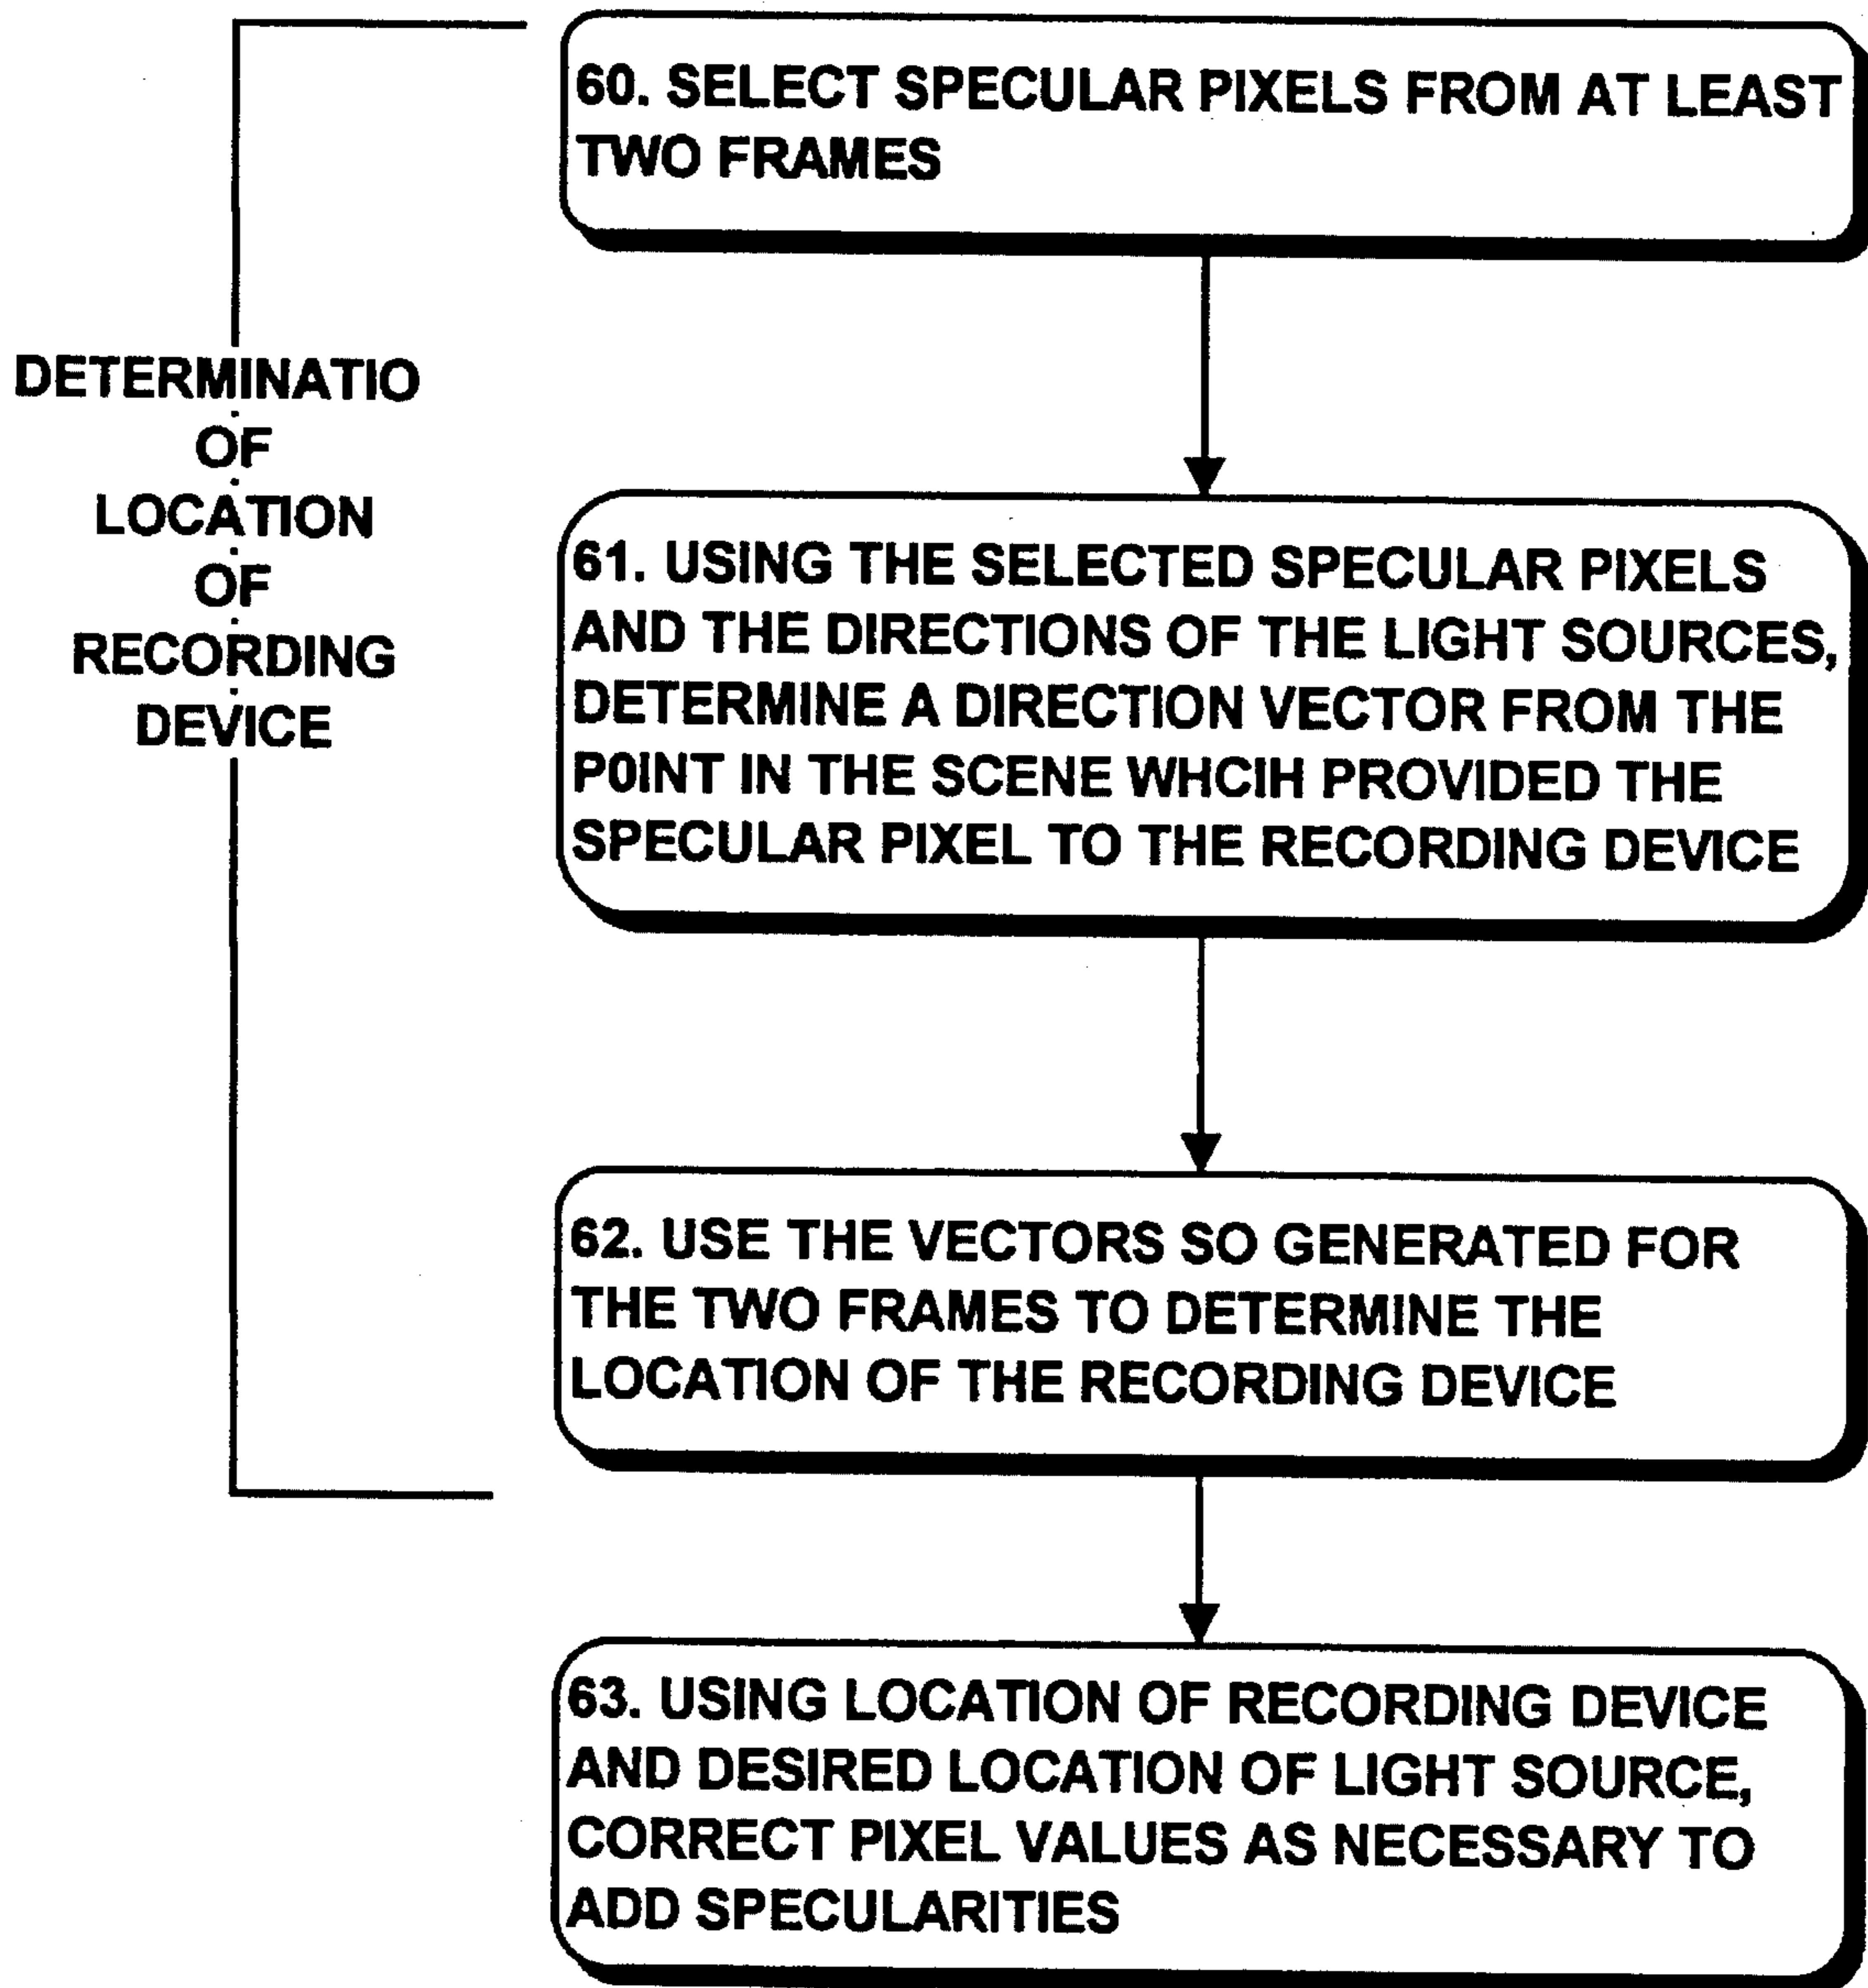 60. SELECT SPECULAR PIXELS FROM AT LEAST
TWO FRAMES
DETERMINATIO
OF
LOCATION
OF
RECORDING
DEVICE
61. USING THE SELECTED SPECULAR PIXELS
AND THE DIRECTIONS OF THE LIGHT SOURCES,
DETERMINE A DIRECTION VECTOR FROM THE
P0INT IN THE SCENE WHCIH PROVIDED THE
SPECULAR PIXEL TO THE RECORDING DEVICE
62. USE THE VECTORS SO GENERATED FOR
THE TWO FRAMES TO DETERMINE THE
LOCATION OF THE RECORDING DEVICE
63. USING LOCATION OF RECORDING DEVICE
AND DESIRED LOCATION OF LIGHT SOURCE,
CORRECT PIXEL VALUES AS NECESSARY TO
ADD SPECULARITIES